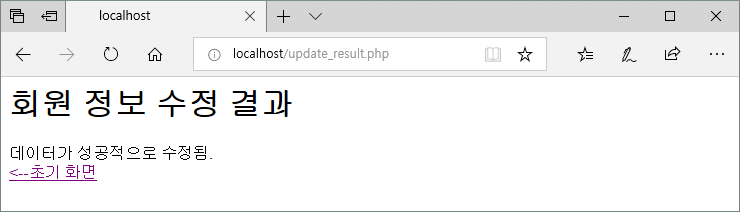 localhost
localhost/update_result.php
회원 정보 수정 결과
데이터가 성공적으로 수정됨.
<--초기 화면